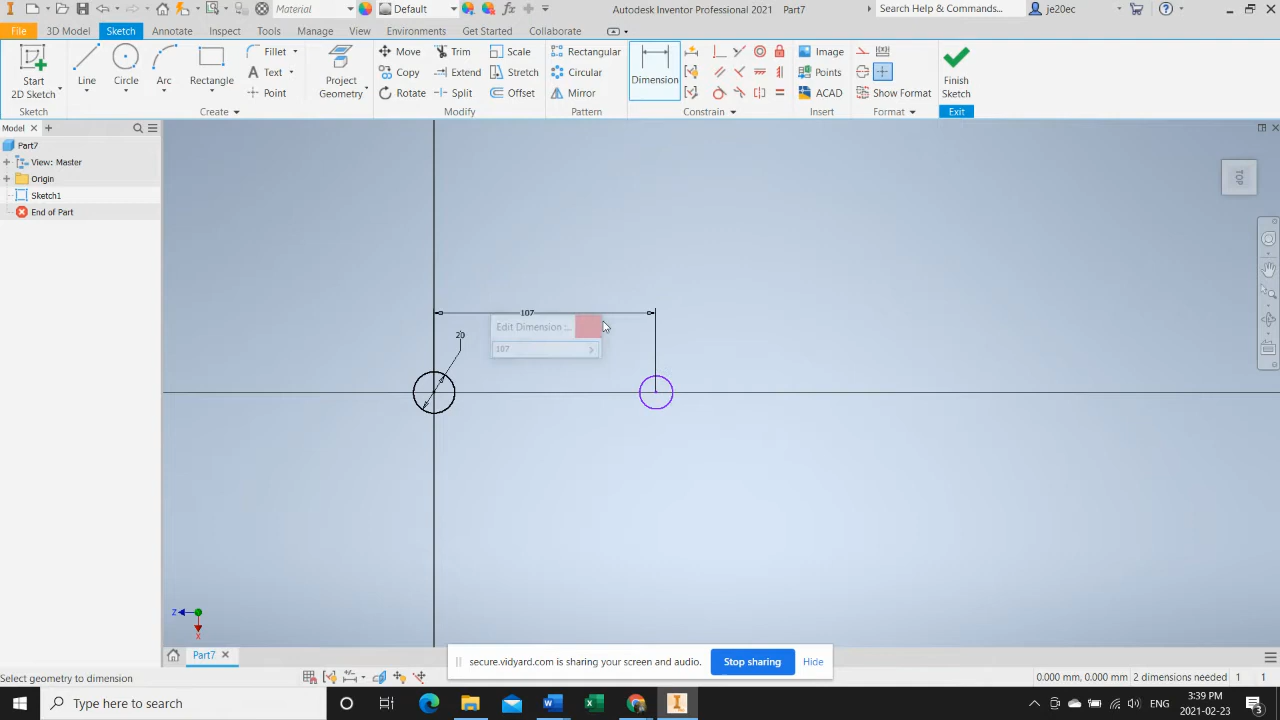 Material
Default
Autodesk Inventor Professional 2021 Part7
Search Help & Commands...
je20ec
File
3D Model
Sketch
Annotate
Inspect
Tools
Manage
View
Environments
Get Started
Collaborate
Start
2D Sketch
Line
Circle
Arc
Rectangle
Fillet
Text
Point
Project
Geometry
Move
Copy
Rotate
Trim
Extend
Split
Scale
Stretch
Offset
Rectangular
Circular
Mirror
Dimension
Image
Points
ACAD
Show Format
Finish
Sketch
Sketch
Create
Modify
Pattern
Constrain
Insert
Format
Exit
Model
Part7
View: Master
Origin
Sketch1
End of Part
TOP
107
20
Edit Dimension :...
107
Z
X
Part7
secure.vidyard.com is sharing your screen and audio.
Stop sharing
Hide
Select geometry to dimension
0.000 mm, 0.000 mm
2 dimensions needed
1
1
Type here to search
ENG
3:39 PM
2021-02-23
3